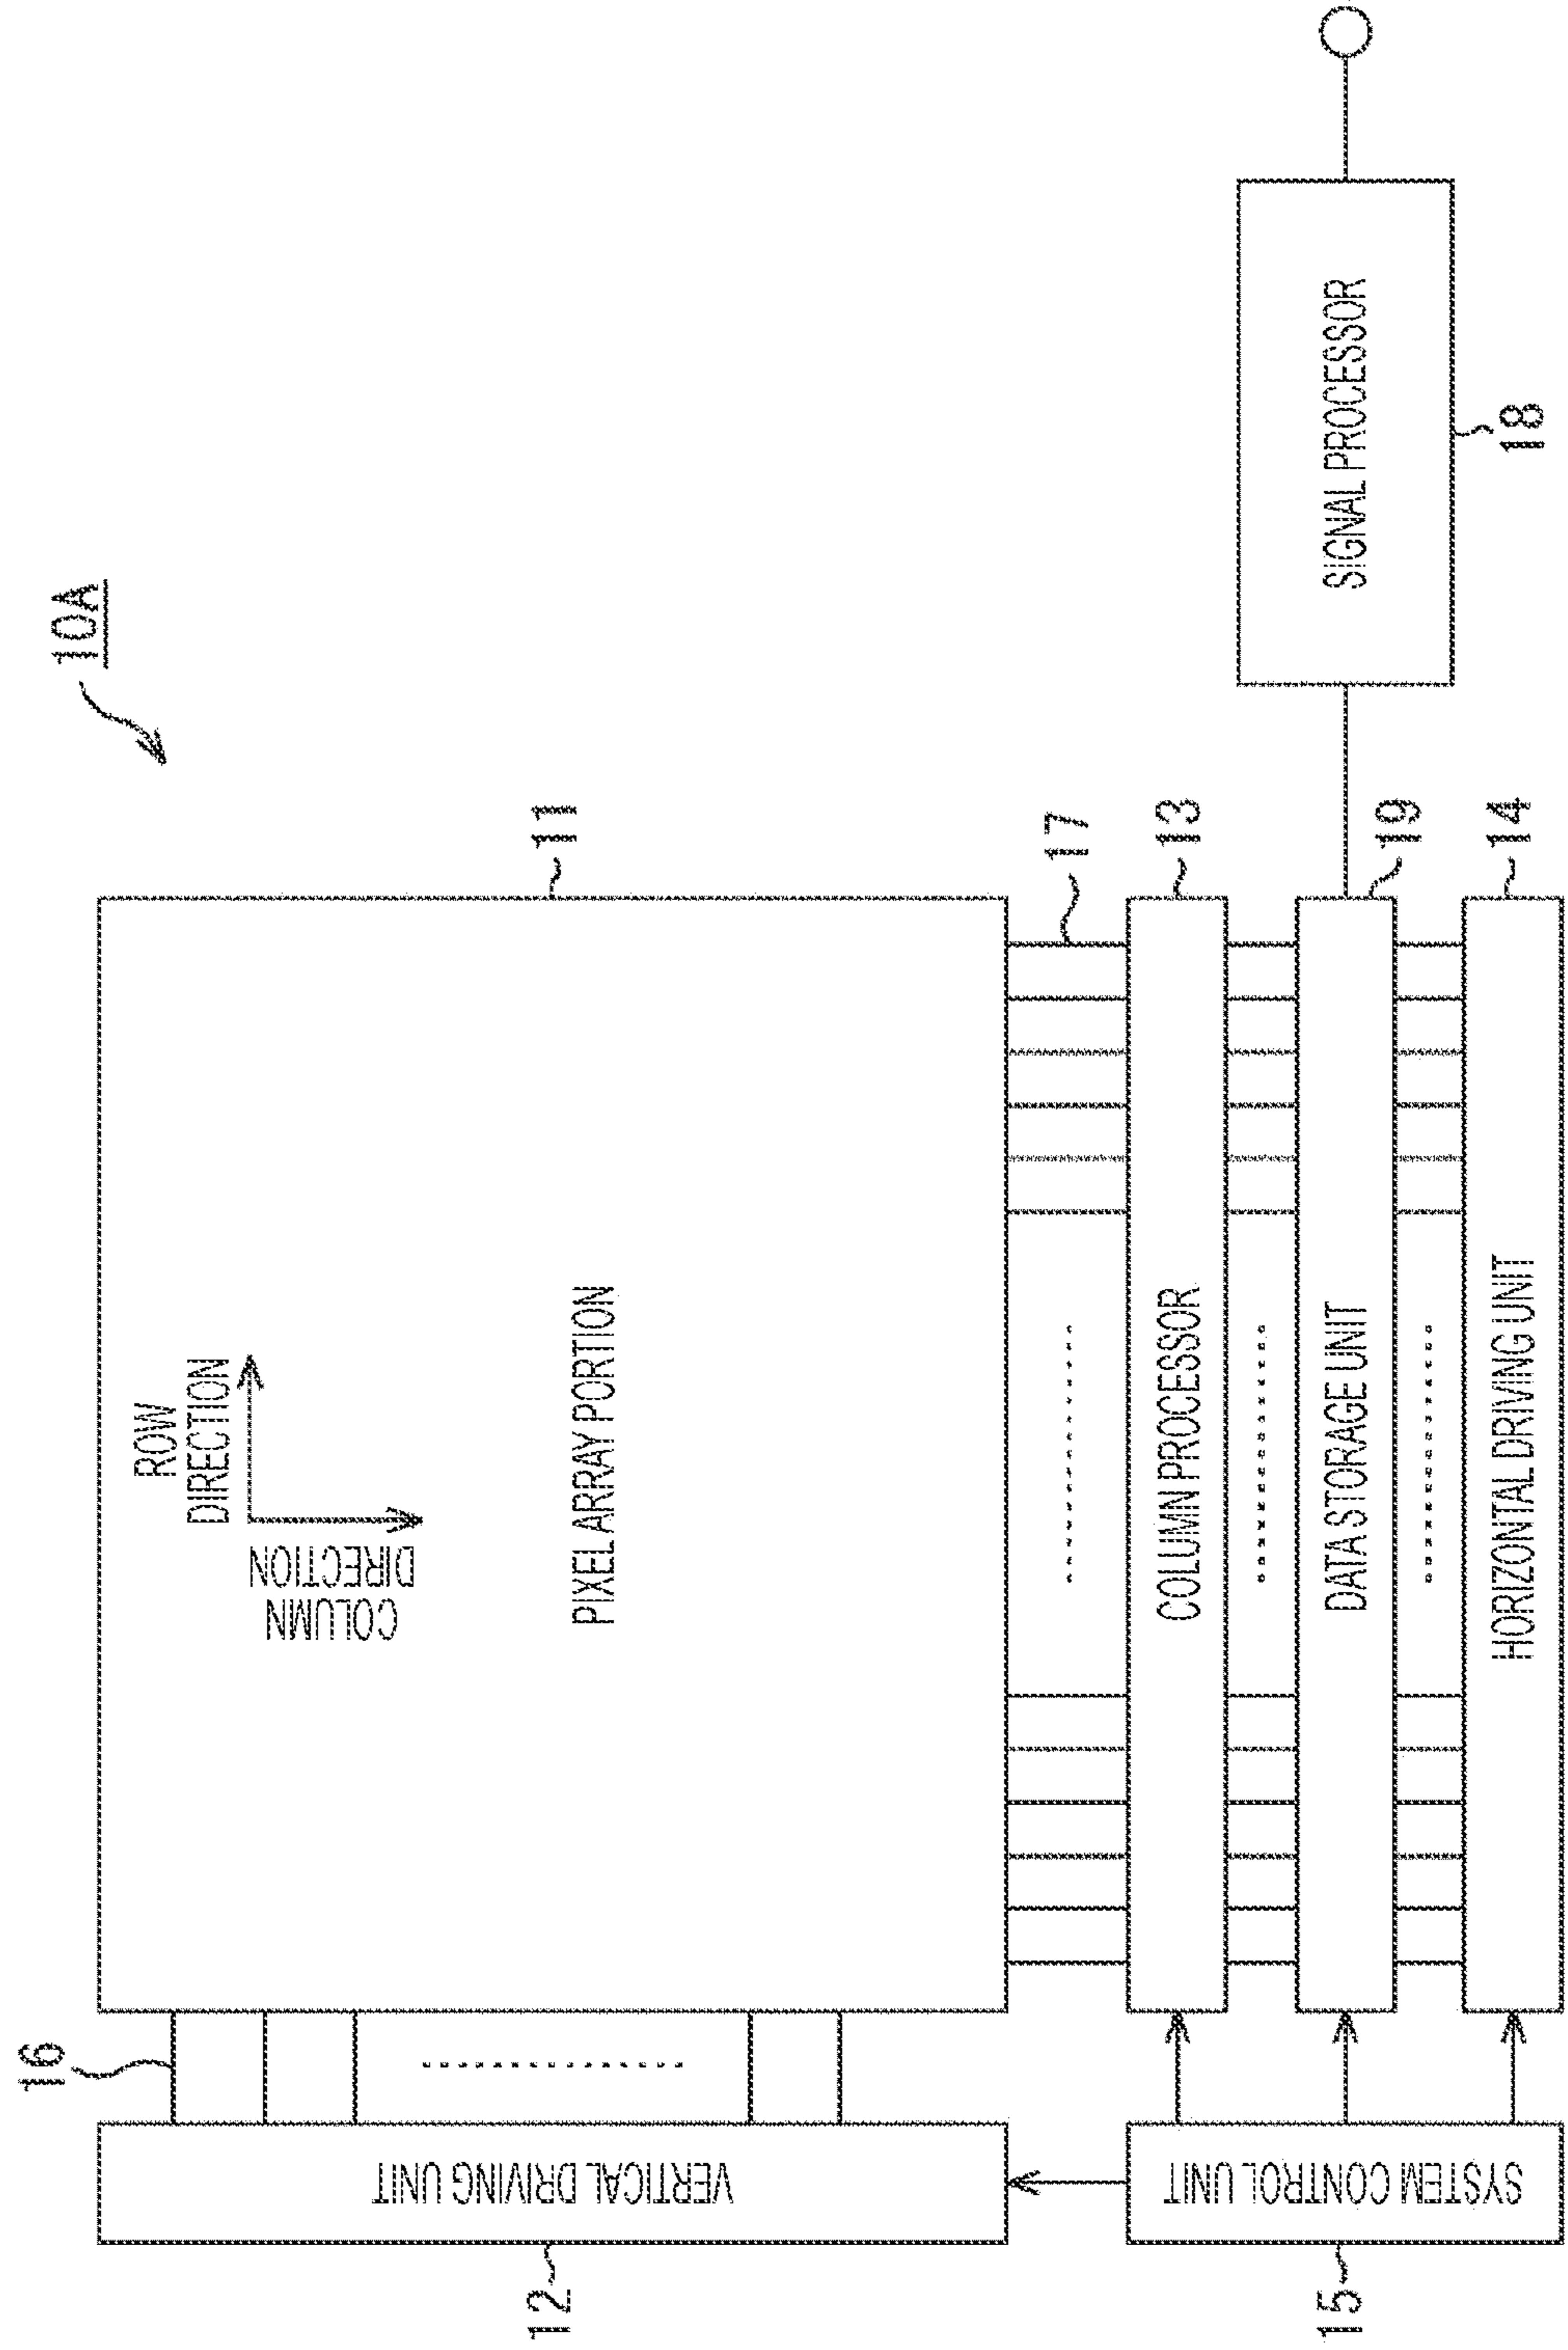 10A
16
12
VERTICAL DRIVING UNIT
ROW
DIRECTION
COLUMN
DIRECTION
PIXEL ARRAY PORTION
11
17
15
SYSTEM CONTROL UNIT
COLUMN PROCESSOR
13
DATA STORAGE UNIT
19
HORIZONTAL DRIVING UNIT
14
SIGNAL PROCESSOR
18